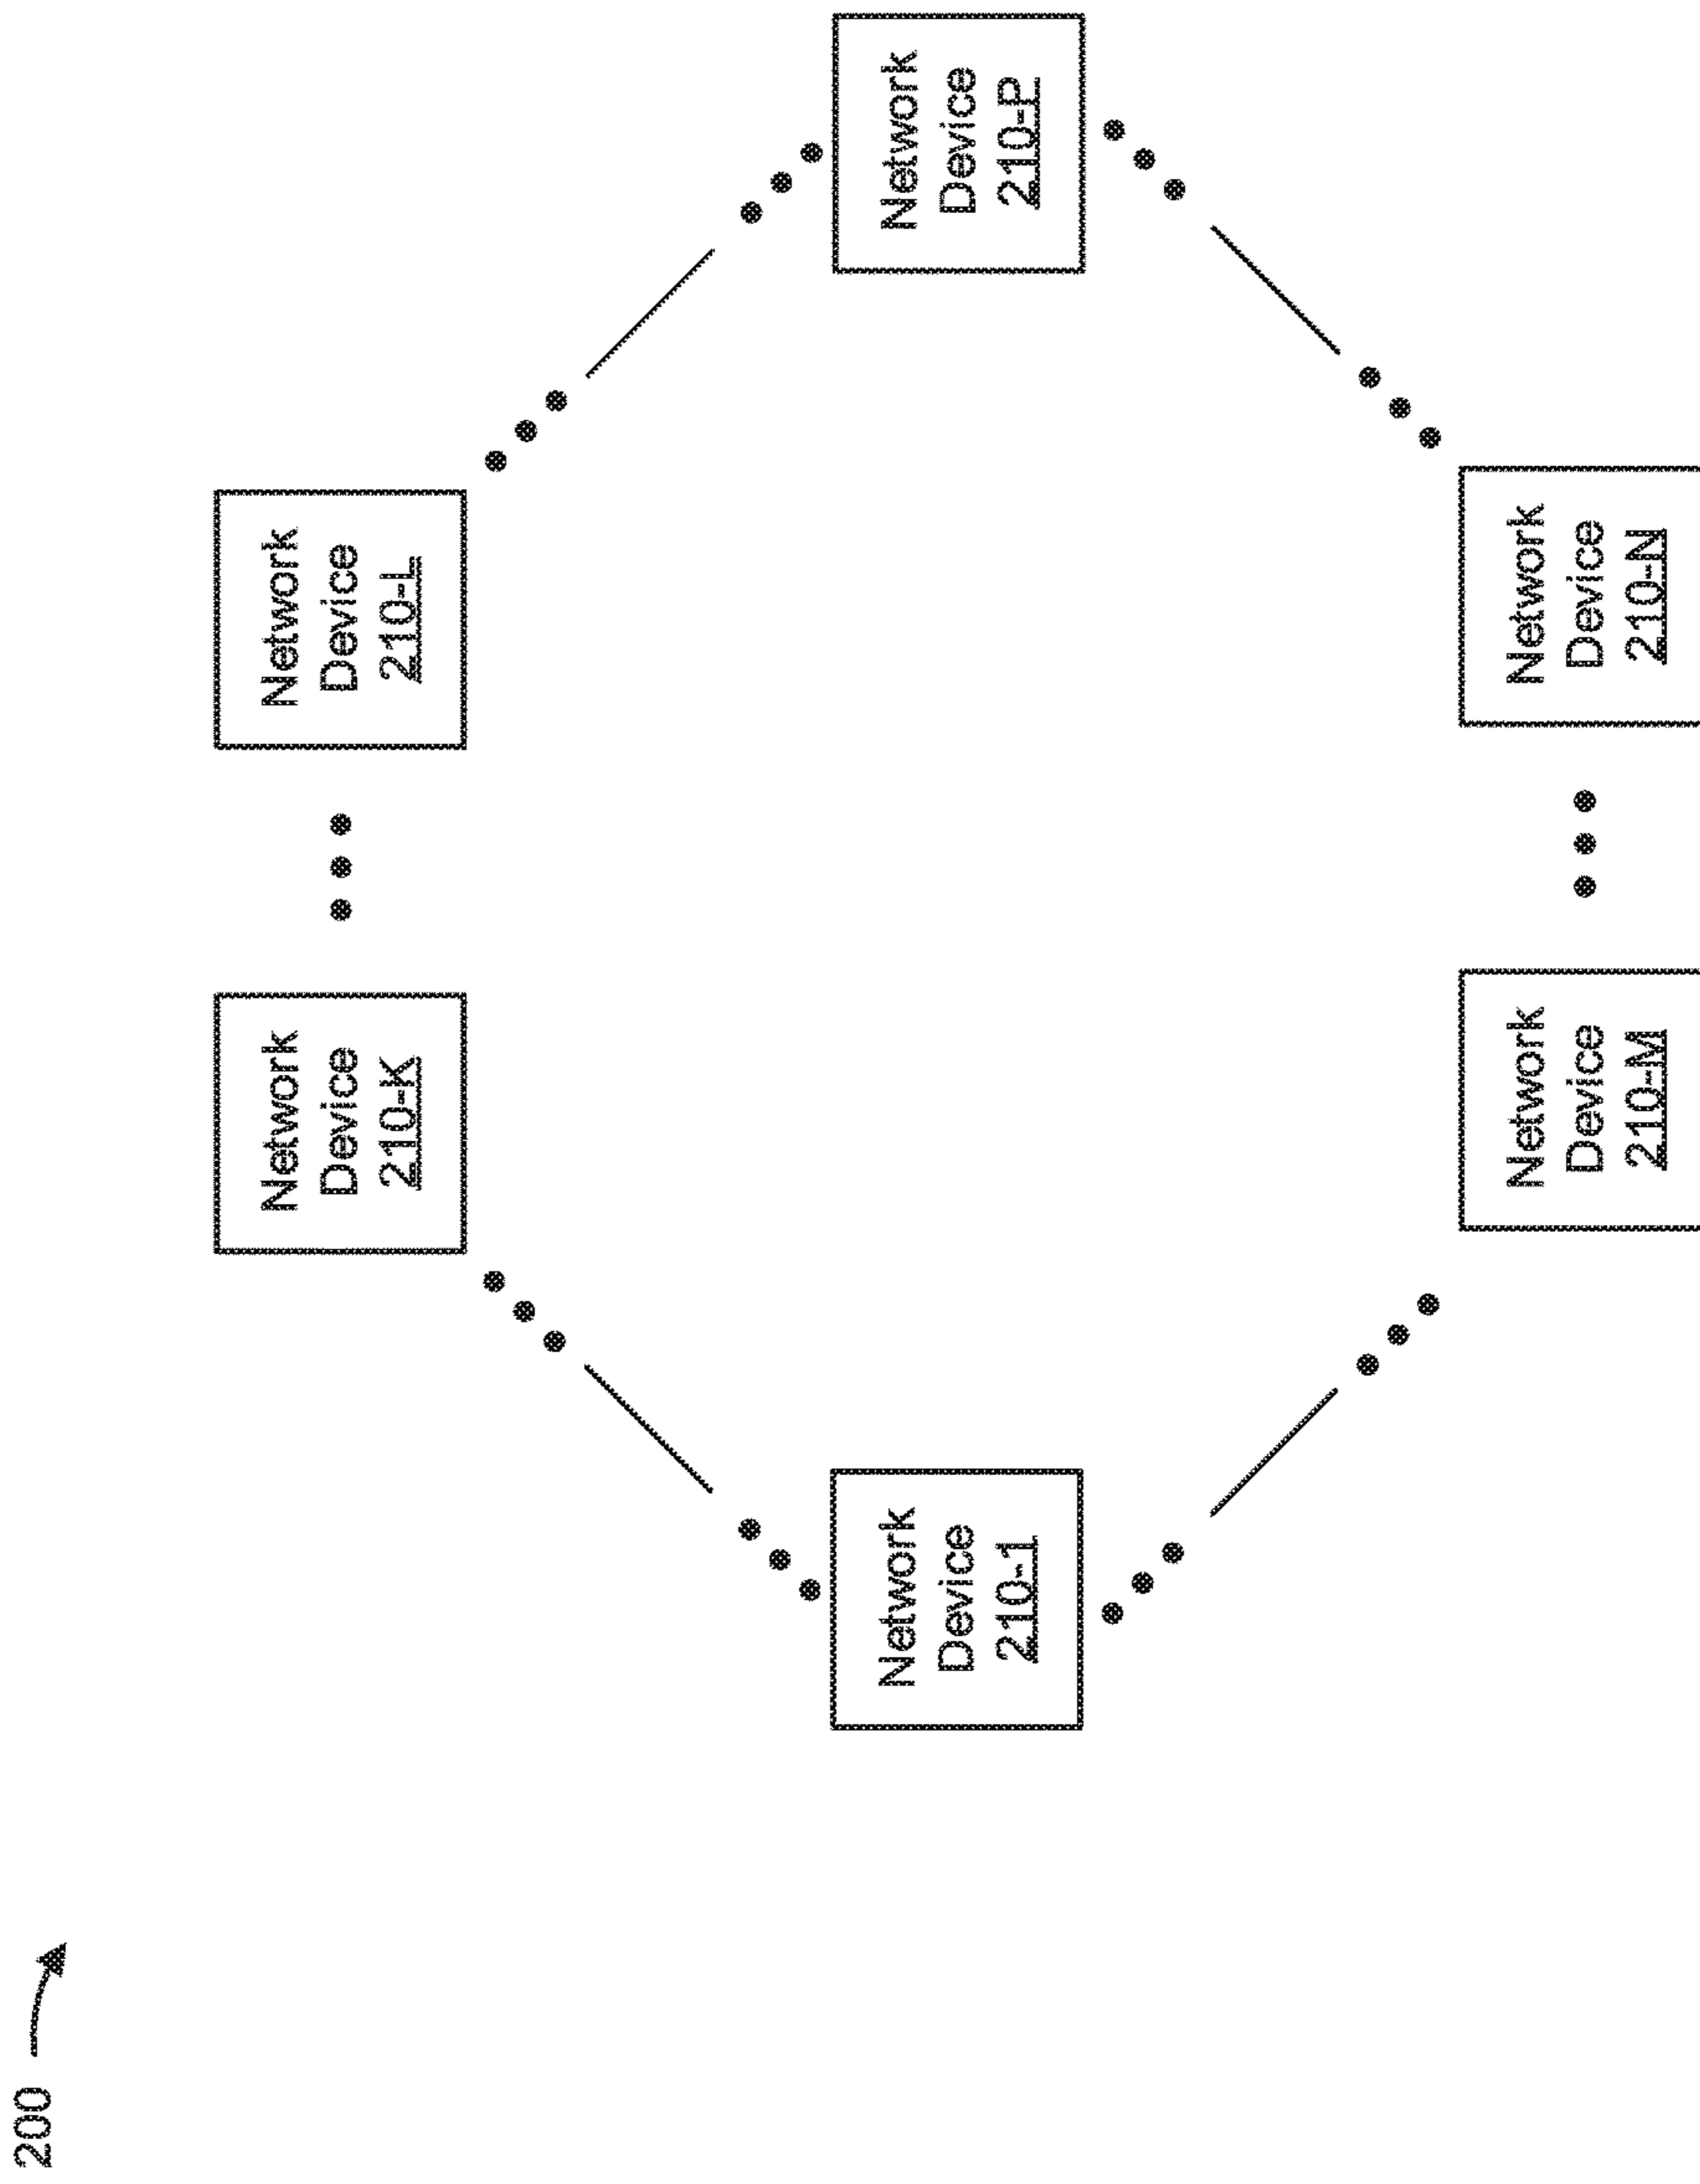 200
Network
Device
210-K
Network
Device
210-L
Network
Device
210-1
Network
Device
210-P
Network
Device
210-M
Network
Device
210-N